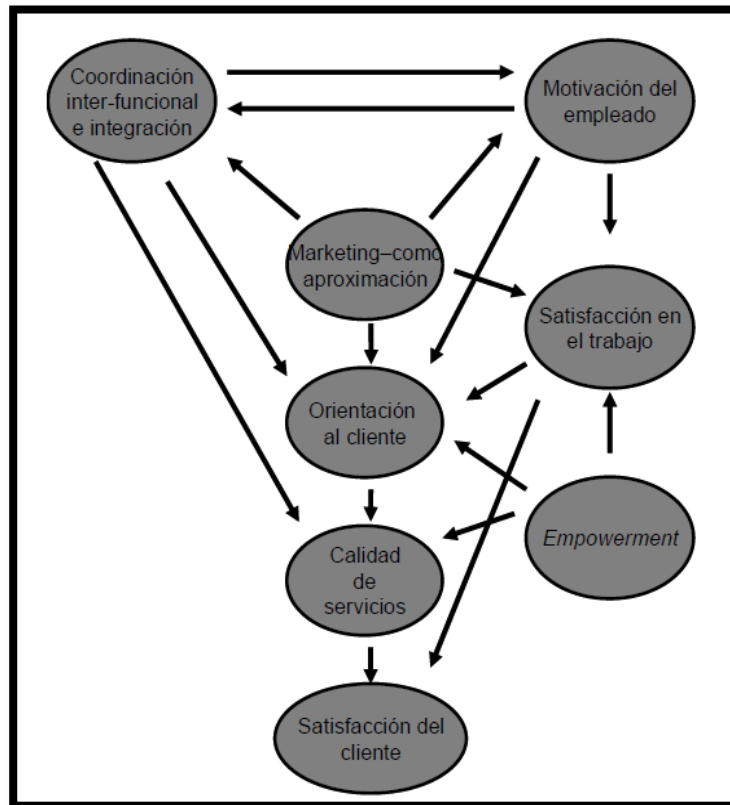 Coordinación
inter-funcional
e integración
Motivación del
empleado
Marketing–como
aproximación
Satisfacción en
el trabajo
Orientación
al cliente
Empowerment
Calidad
de
servicios
Satisfacción del
cliente